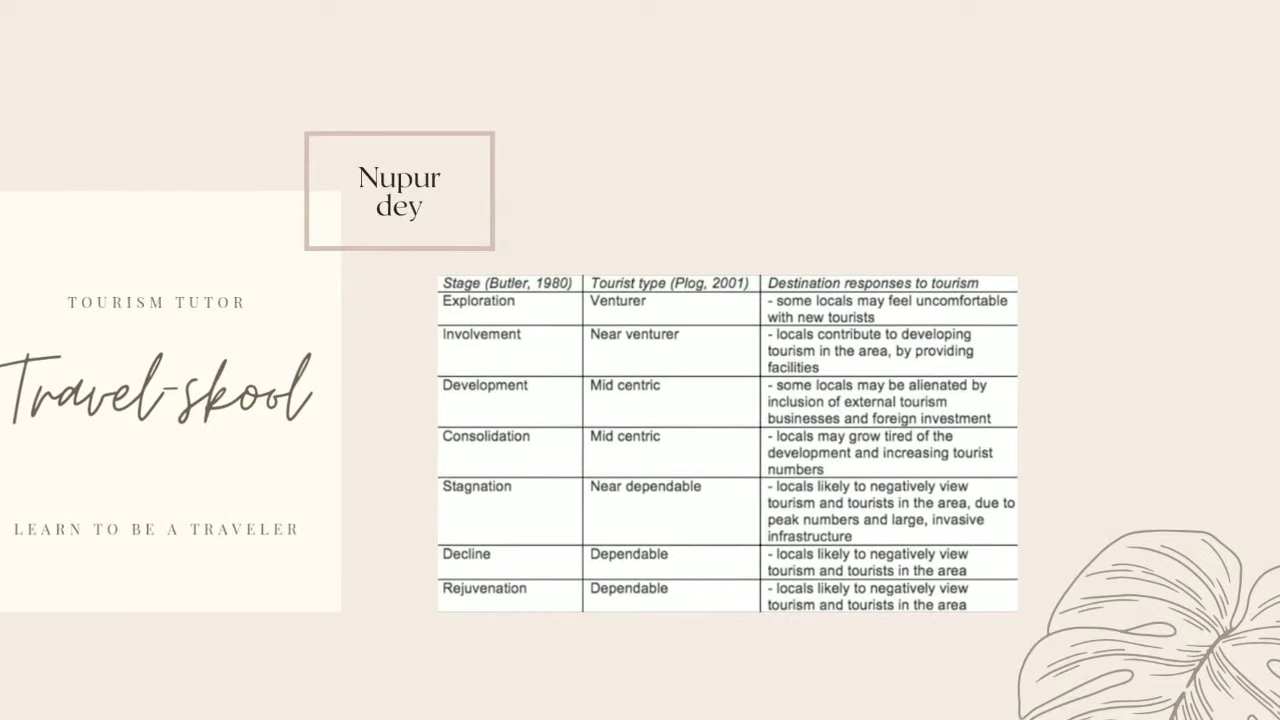 Nupur
dey
TOURISM TUTOR
Travel-skool
LEARN TO BE A TRAVELER
Stage (Butler, 1980) Tourist type (Plog, 2001) Destination responses to tourism
Exploration Venturer - some locals may feel uncomfortable
with new tourists
Involvement Near venturer - locals contribute to developing
tourism in the area, by providing
facilities
Development Mid centric - some locals may be alienated by
inclusion of external tourism
businesses and foreign investment
Consolidation Mid centric - locals may grow tired of the
development and increasing tourist
numbers
Stagnation Near dependable - locals likely to negatively view
tourism and tourists in the area, due to
peak numbers and large, invasive
infrastructure
Decline Dependable - locals likely to negatively view
tourism and tourists in the area
Rejuvenation Dependable - locals likely to negatively view
tourism and tourists in the area